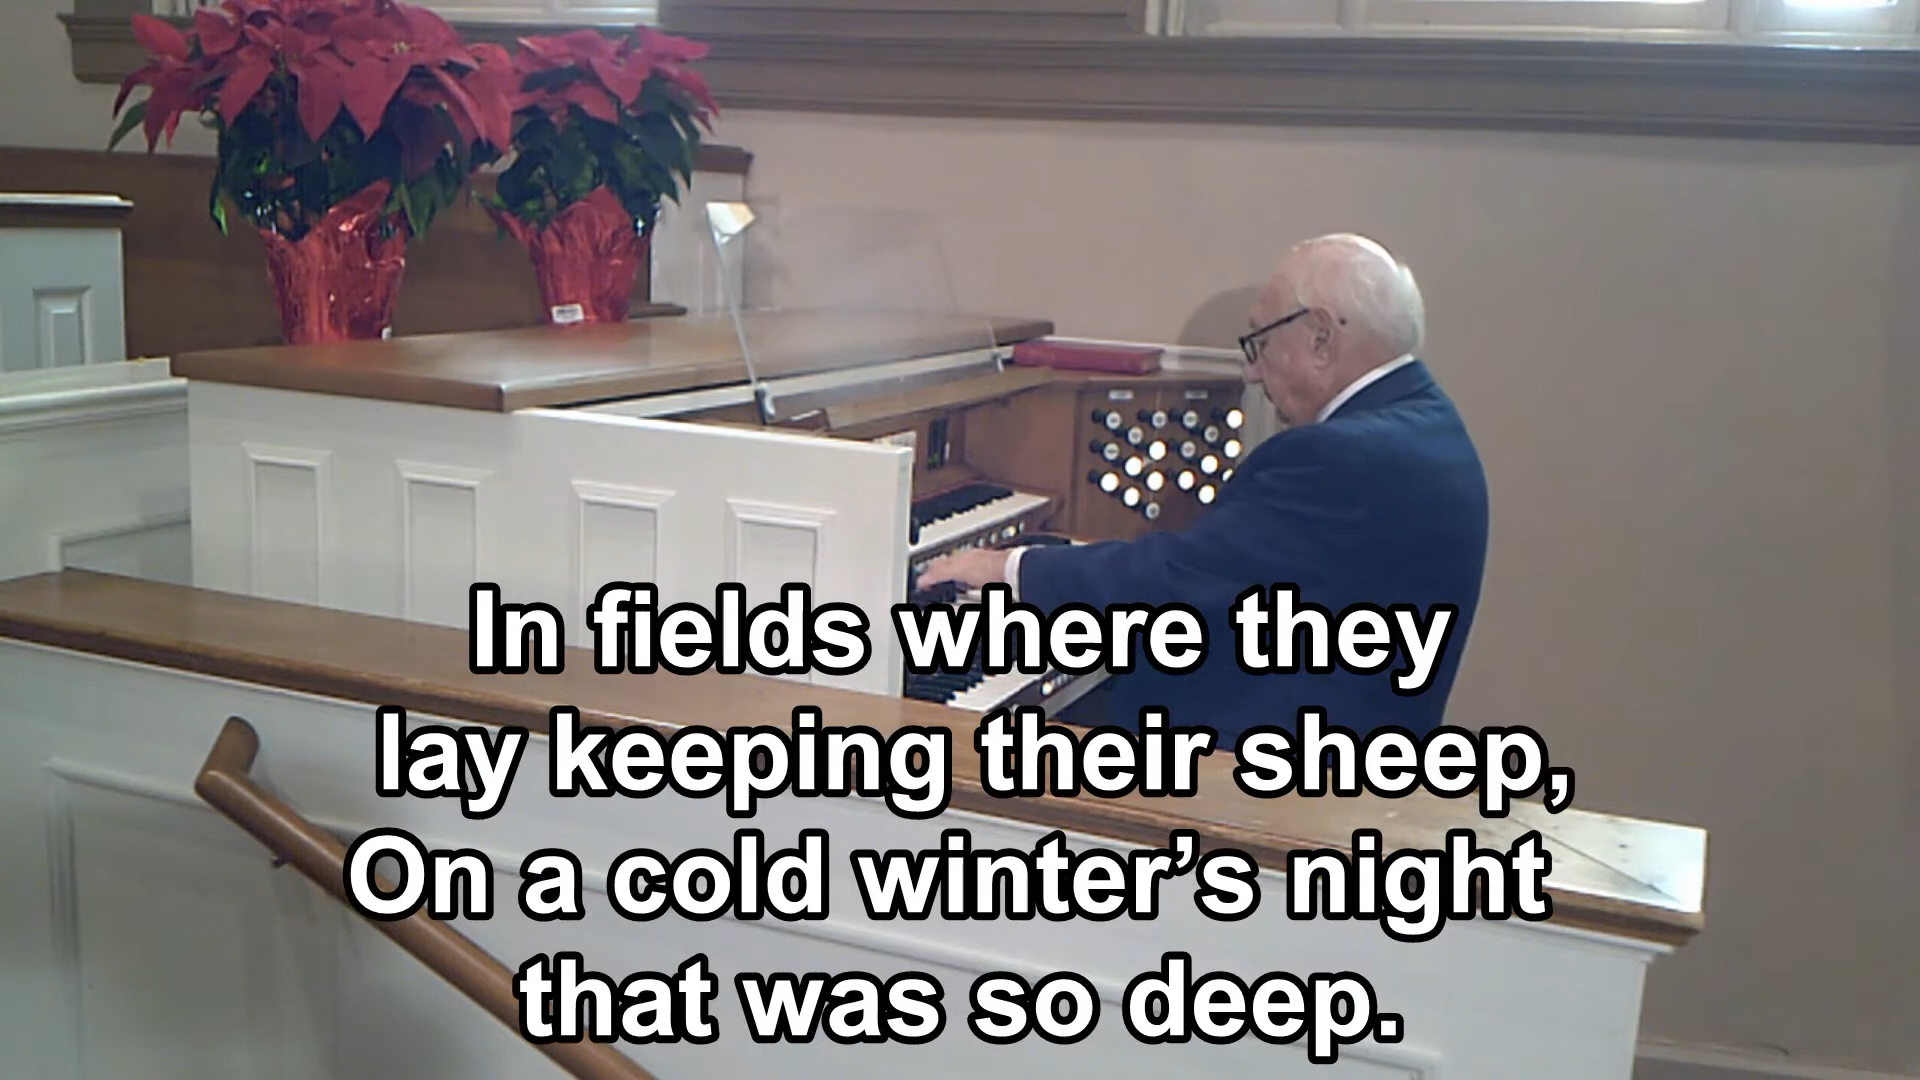 In fields where they
lay keeping their sheep,
On a cold winter’s night
that was so deep.